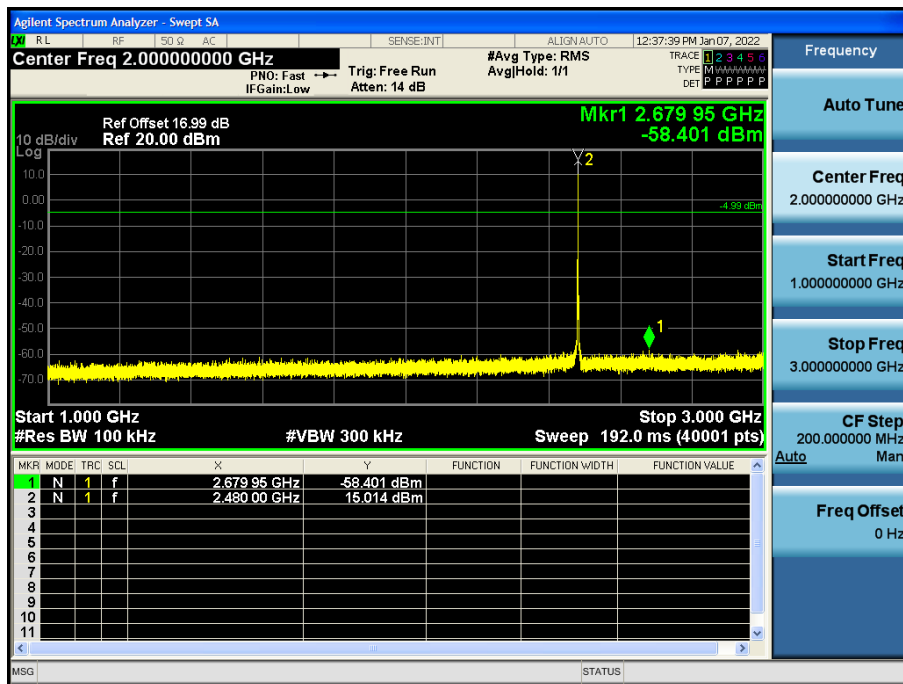 Agilent Spectrum Analyzer - Swept SA
LXI RL RF 50 Ω AC SENSE:INT ALIGN AUTO 12:37:39 PM Jan 07, 2022
Center Freq 2.000000000 GHz #Avg Type: RMS TRACE 1 2 3 4 5 6
PNO: Fast Trig: Free Run Avg|Hold: 1/1 TYPE M WWWWW
IFGain:Low Atten: 14 dB DET P P P P P P
Frequency
Mkr1 2.679 95 GHz
-58.401 dBm
Ref Offset 16.99 dB
10 dB/div Ref 20.00 dBm
Log
10.0
0.00
-10.0
-20.0
-30.0
-40.0
-50.0
-60.0
-70.0
2
-4.99 dBm
1
Start 1.000 GHz Stop 3.000 GHz
#Res BW 100 kHz #VBW 300 kHz Sweep 192.0 ms (40001 pts)
MKR MODE TRC SCL X Y FUNCTION FUNCTION WIDTH FUNCTION VALUE
1 N 1 f 2.679 95 GHz -58.401 dBm
2 N 1 f 2.480 00 GHz 15.014 dBm
3
4
5
6
7
8
9
10
11
MSG STATUS
Auto Tune
Center Freq
2.000000000 GHz
Start Freq
1.000000000 GHz
Stop Freq
3.000000000 GHz
CF Step
200.000000 MHz
Auto Man
Freq Offset
0 Hz